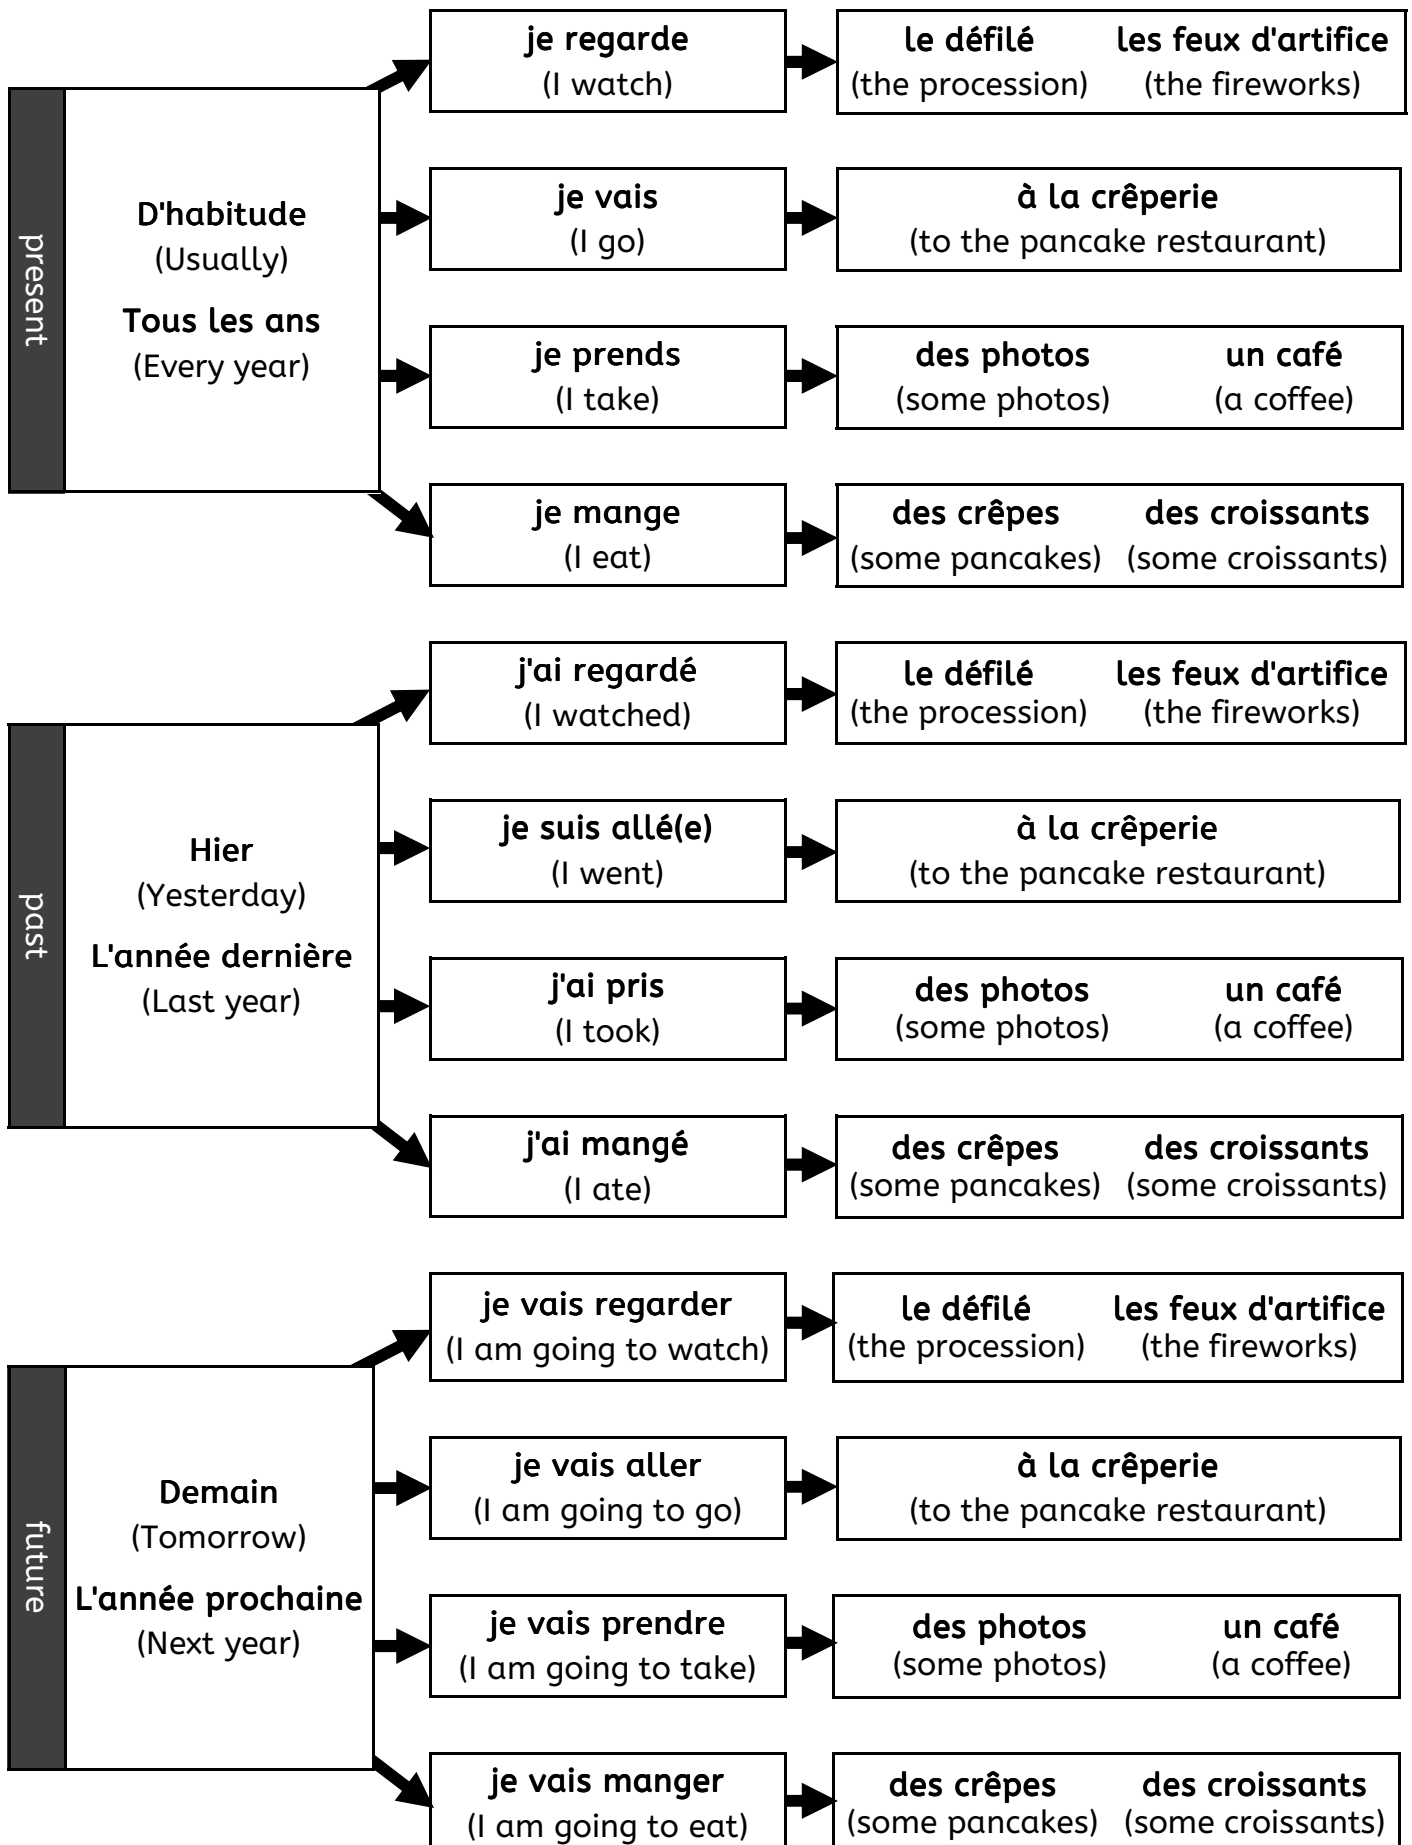 present
D'habitude
(Usually)
Tous les ans
(Every year)
je regarde
(I watch)
le défilé les feux d'artifice
(the procession) (the fireworks)
je vais
(I go)
à la crêperie
(to the pancake restaurant)
je prends
(I take)
des photos un café
(some photos) (a coffee)
je mange
(I eat)
des crêpes des croissants
(some pancakes) (some croissants)
past
Hier
(Yesterday)
L'année dernière
(Last year)
j'ai regardé
(I watched)
le défilé les feux d'artifice
(the procession) (the fireworks)
je suis allé(e)
(I went)
à la crêperie
(to the pancake restaurant)
j'ai pris
(I took)
des photos un café
(some photos) (a coffee)
j'ai mangé
(I ate)
des crêpes des croissants
(some pancakes) (some croissants)
future
Demain
(Tomorrow)
L'année prochaine
(Next year)
je vais regarder
(I am going to watch)
le défilé les feux d'artifice
(the procession) (the fireworks)
je vais aller
(I am going to go)
à la crêperie
(to the pancake restaurant)
je vais prendre
(I am going to take)
des photos un café
(some photos) (a coffee)
je vais manger
(I am going to eat)
des crêpes des croissants
(some pancakes) (some croissants)